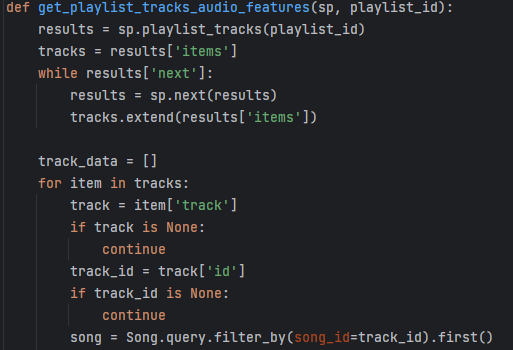 def get_playlist_tracks_audio_features(sp, playlist_id):
    results = sp.playlist_tracks(playlist_id)
    tracks = results['items']
    while results['next']:
        results = sp.next(results)
        tracks.extend(results['items'])

    track_data = []
    for item in tracks:
        track = item['track']
        if track is None:
            continue
        track_id = track['id']
        if track_id is None:
            continue
        song = Song.query.filter_by(song_id=track_id).first()